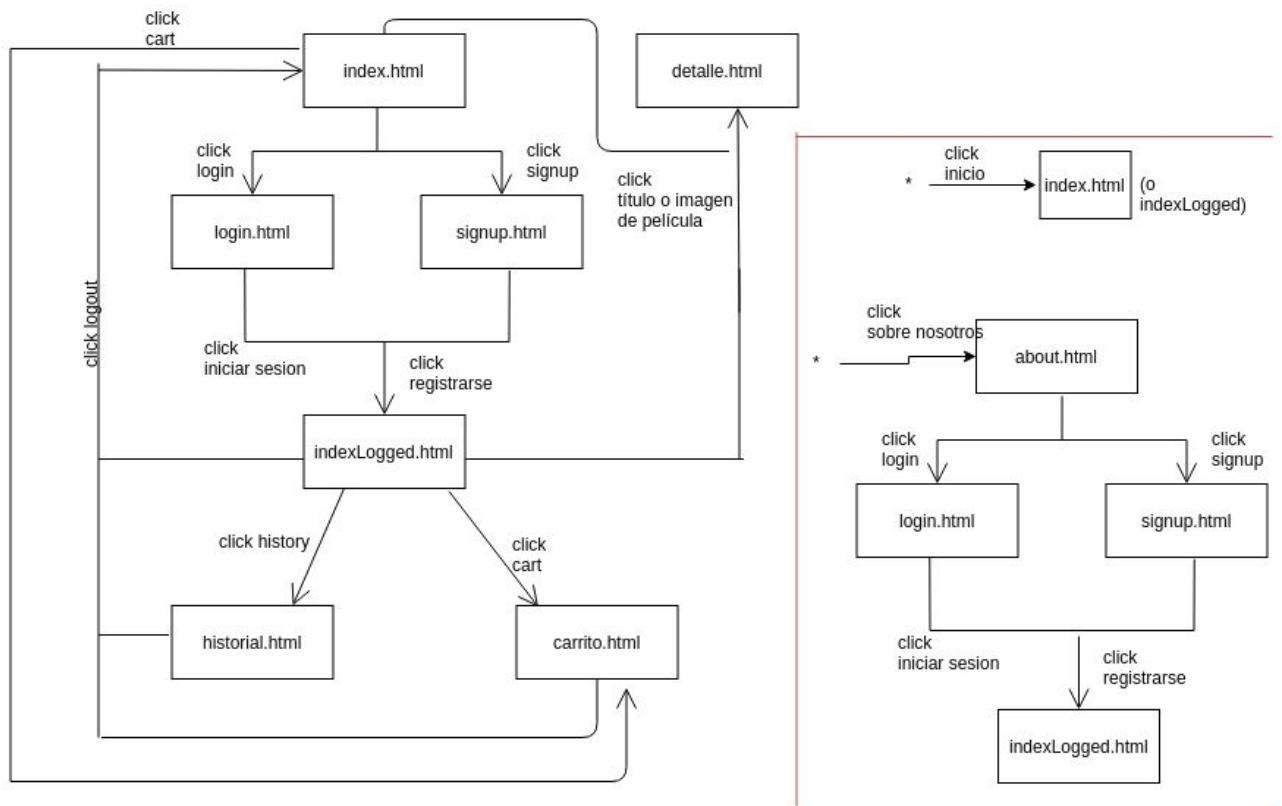 click
cart
index.html
detalle.html
click
login
click
signup
click
título o imagen
de película
login.html
signup.html
click logout
click
iniciar sesion
click
registrarse
indexLogged.html
click history
click
cart
historial.html
carrito.html
*
click
inicio
index.html
(o
indexLogged)
click
sobre nosotros
*
about.html
click
login
click
signup
login.html
signup.html
click
iniciar sesion
click
registrarse
indexLogged.html